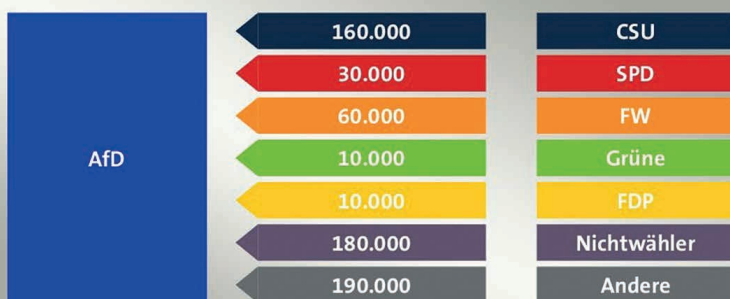 160.000 CSU
30.000 SPD
60.000 FW
AfD 10.000 Grüne
10.000 FDP
180.000 Nichtwähler
190.000 Andere